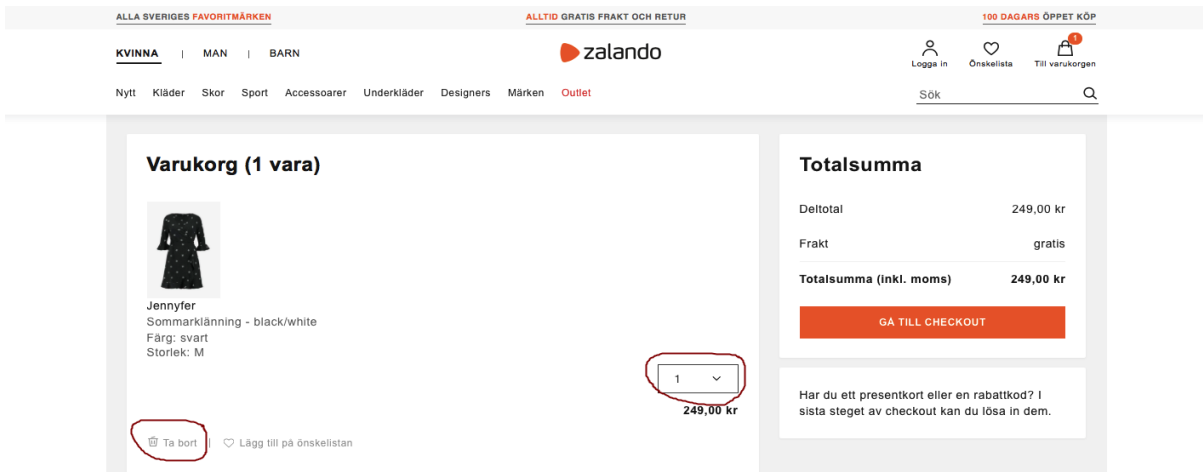 ALLA SVERIGES FAVORITMÄRKEN
ALLTID GRATIS FRAKT OCH RETUR
100 DAGARS ÖPPET KÖP
KVINNA | MAN | BARN
zalando
1
Logga in
Önskelista
Till varukorgen
Nytt Kläder Skor Sport Accessoarer Underkläder Designers Märken Outlet
Sök
Varukorg (1 vara)
Jennyfer
Sommarklänning - black/white
Färg: svart
Storlek: M
1
249,00 kr
Ta bort | Lägg till på önskelistan
Totalsumma
Deltotal 249,00 kr
Frakt gratis
Totalsumma (inkl. moms) 249,00 kr
GÅ TILL CHECKOUT
Har du ett presentkort eller en rabattkod? I
sista steget av checkout kan du lösa in dem.